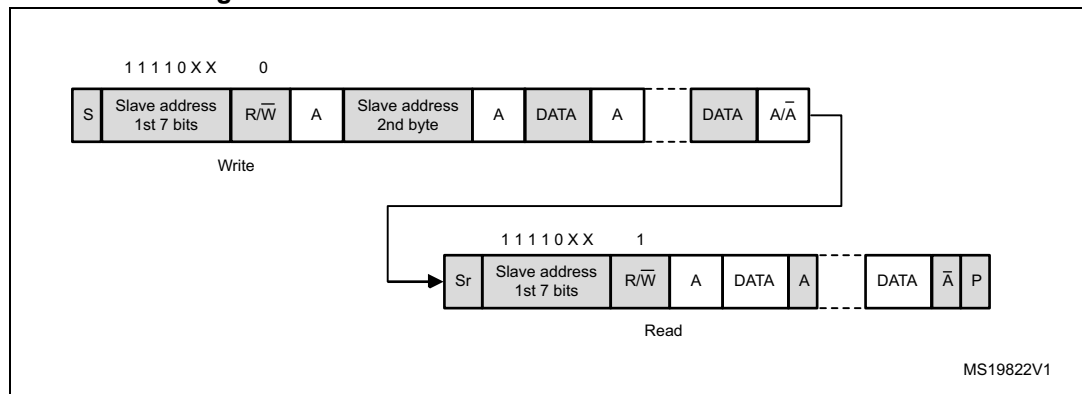 1 1 1 1 0 X X 0
S Slave address 1st 7 bits R/W̅ A Slave address 2nd byte A DATA A DATA A/A̅
Write
1 1 1 1 0 X X 1
Sr Slave address 1st 7 bits R/W̅ A DATA A DATA A̅ P
Read
MS19822V1